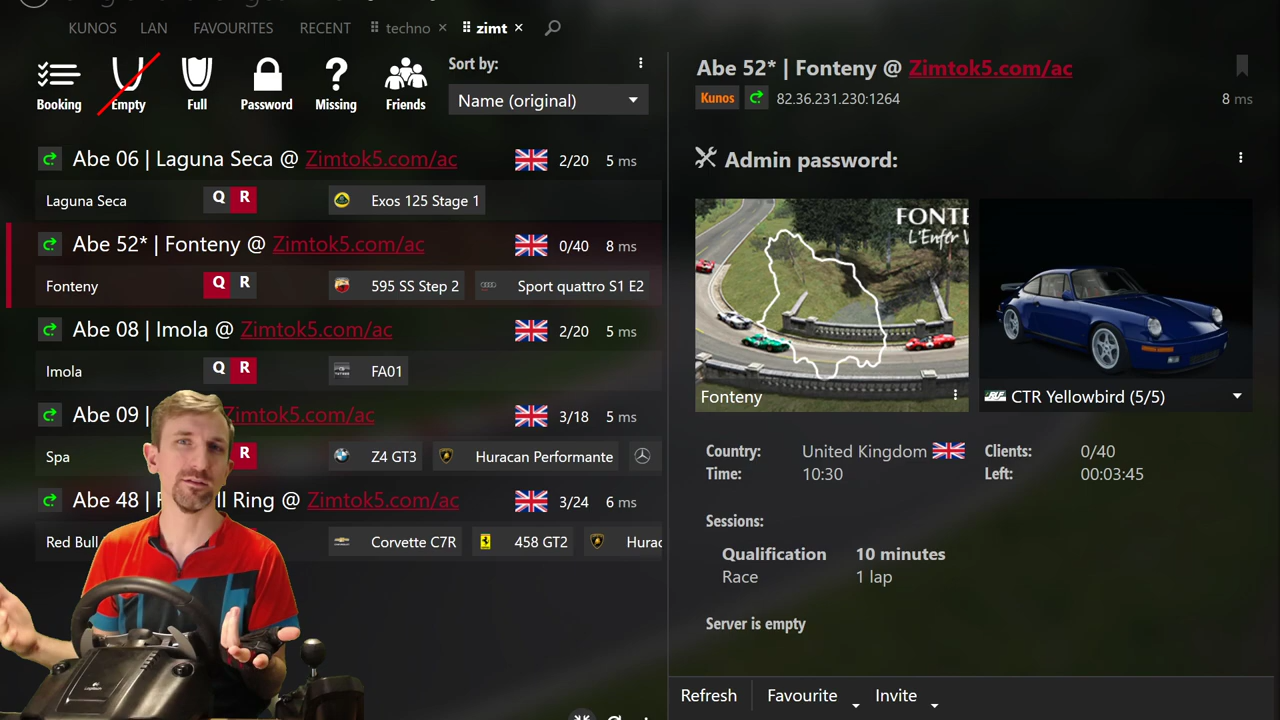 KUNOS LAN FAVOURITES RECENT techno × zimt ×
Sort by:
Booking Empty Full Password Missing Friends
Name (original)
Abe 06 | Laguna Seca @ Zimtok5.com/ac 2/20 5 ms
Laguna Seca Q R Exos 125 Stage 1
Abe 52* | Fonteny @ Zimtok5.com/ac 0/40 8 ms
Fonteny Q R 595 SS Step 2 Sport quattro S1 E2
Abe 08 | Imola @ Zimtok5.com/ac 2/20 5 ms
Imola Q R FA01
Abe 09 | Zimtok5.com/ac 3/18 5 ms
Spa R Z4 GT3 Huracan Performante
Abe 48 | ll Ring @ Zimtok5.com/ac 3/24 6 ms
Red Bull Corvette C7R 458 GT2 Hurac
Abe 52* | Fonteny @ Zimtok5.com/ac
Kunos 82.36.231.230:1264 8 ms
Admin password:
FONTE
L'Enfer V
Fonteny
CTR Yellowbird (5/5)
Country: United Kingdom Clients: 0/40
Time: 10:30 Left: 00:03:45
Sessions:
Qualification 10 minutes
Race 1 lap
Server is empty
Refresh Favourite Invite
Logitech